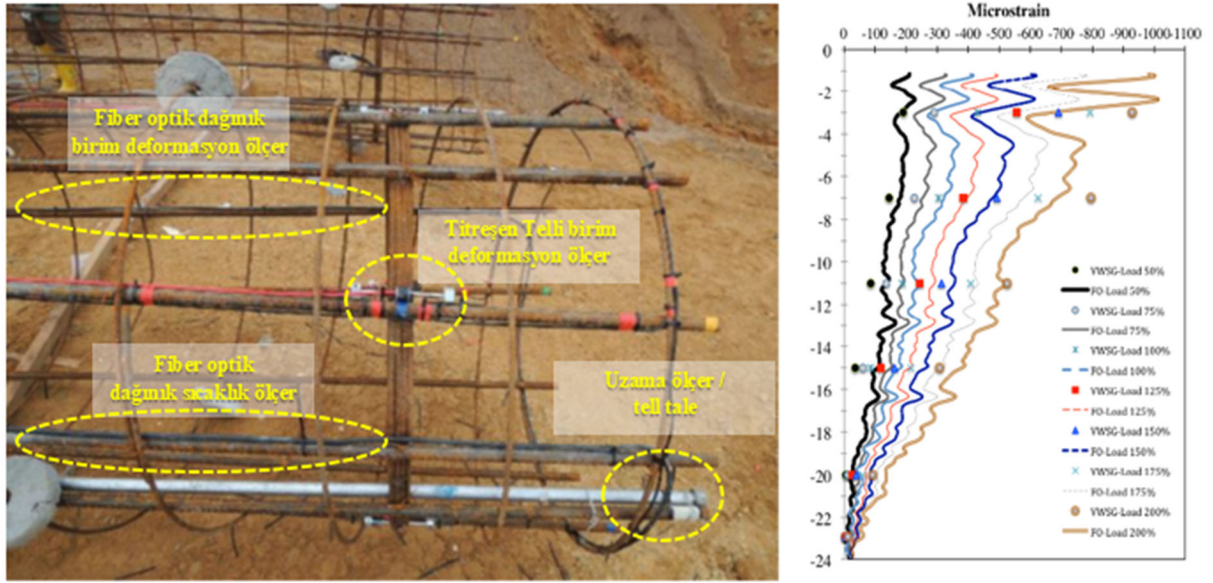 Fiber optik dağınık
birim deformasyon ölçer
Titreşen Telli birim
deformasyon ölçer
Fiber optik
dağınık sıcaklık ölçer
Uzama ölçer /
tell tale
Microstrain
0 -100 -200 -300 -400 -500 -600 -700 -800 -900 -1000 -1100
0
-2
-4
-6
-8
-10
-12
-14
-16
-18
-20
-22
-24
VWSG-Load 50%
FO-Load 50%
VWSG-Load 75%
FO-Load 75%
VWSG-Load 100%
FO-Load 100%
VWSG-Load 125%
FO-Load 125%
VWSG-Load 150%
FO-Load 150%
VWSG-Load 175%
FO-Load 175%
VWSG-Load 200%
FO-Load 200%